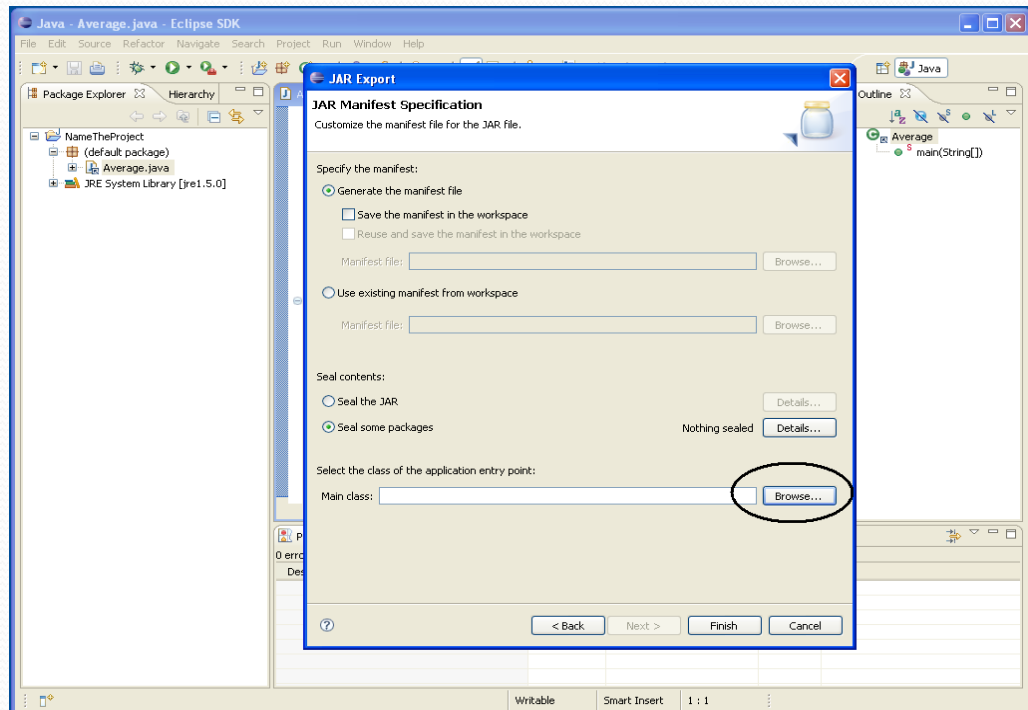 Java - Average.java - Eclipse SDK
File Edit Source Refactor Navigate Search Project Run Window Help
Java
Package Explorer Hierarchy
NameTheProject
(default package)
Average.java
JRE System Library [jre1.5.0]
JAR Export
JAR Manifest Specification
Customize the manifest file for the JAR file.
Specify the manifest:
Generate the manifest file
Save the manifest in the workspace
Reuse and save the manifest in the workspace
Manifest file: Browse...
Use existing manifest from workspace
Manifest file: Browse...
Seal contents:
Seal the JAR Details...
Seal some packages Nothing sealed Details...
Select the class of the application entry point:
Main class: Browse...
< Back Next > Finish Cancel
Outline
Average
main(String[])
P
0 erro
Des
Writable Smart Insert 1 : 1